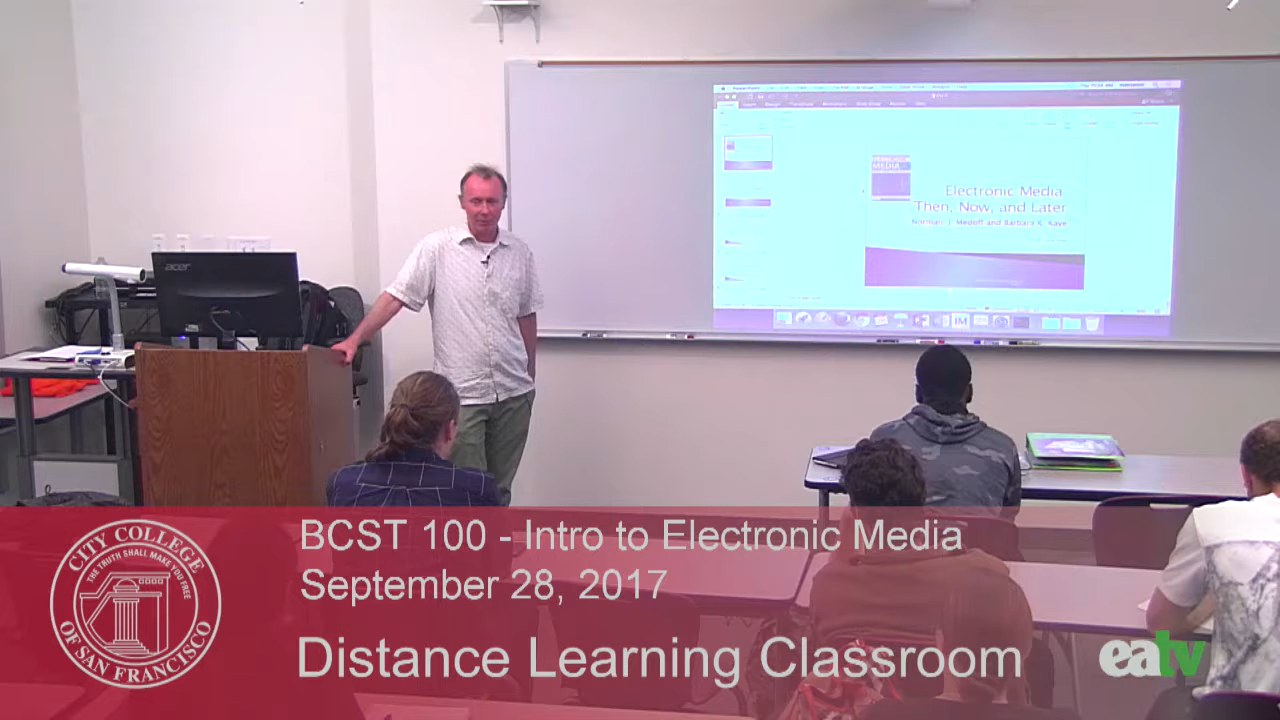 acer
MEDIA
Electronic Media
Then, Now, and Later
Norman J. Medoff and Barbara K. Kaye
BCST 100 - Intro to Electronic Media
September 28, 2017
Distance Learning Classroom
CITY COLLEGE
THE TRUTH SHALL MAKE YOU FREE
OF SAN FRANCISCO
eatv